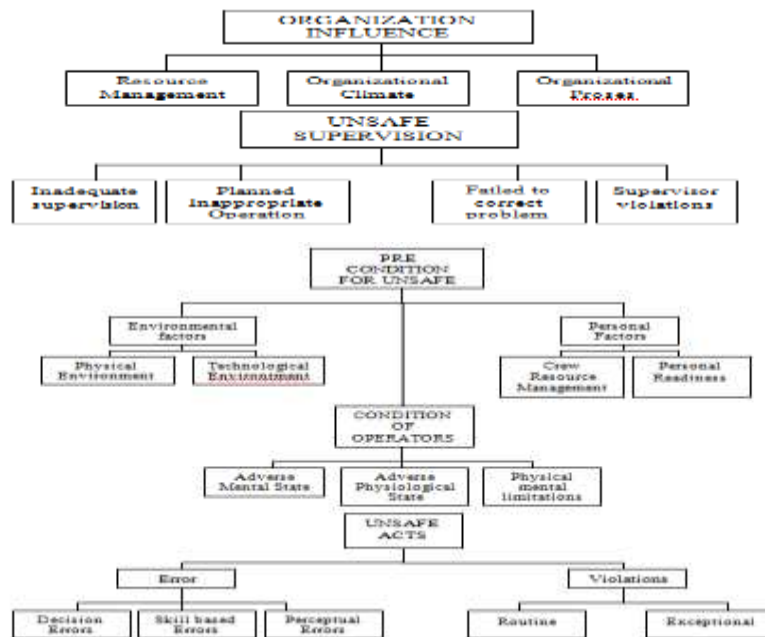 ORGANIZATION
INFLUENCE
Resource
Management
Organizational
Climate
Organizational
Prozes
UNSAFE
SUPERVISION
Inadequate
supervision
Planned
Inappropriate
Operation
Failed to
correct
problem
Supervisor
violations
PRE
CONDITION
FOR UNSAFE
Environmental
factors
Personal
Factors
Physical
Environment
Technological
Crew
Resource
Management
Personal
Readiness
CONDITION
OF
OPERATORS
Adverse
Mental State
Adverse
Physiological
State
Physical
mental
limitations
UNSAFE
ACTS
Error
Violations
Decision
Errors
Skill based
Errors
Perceptual
Errors
Routine
Exceptional